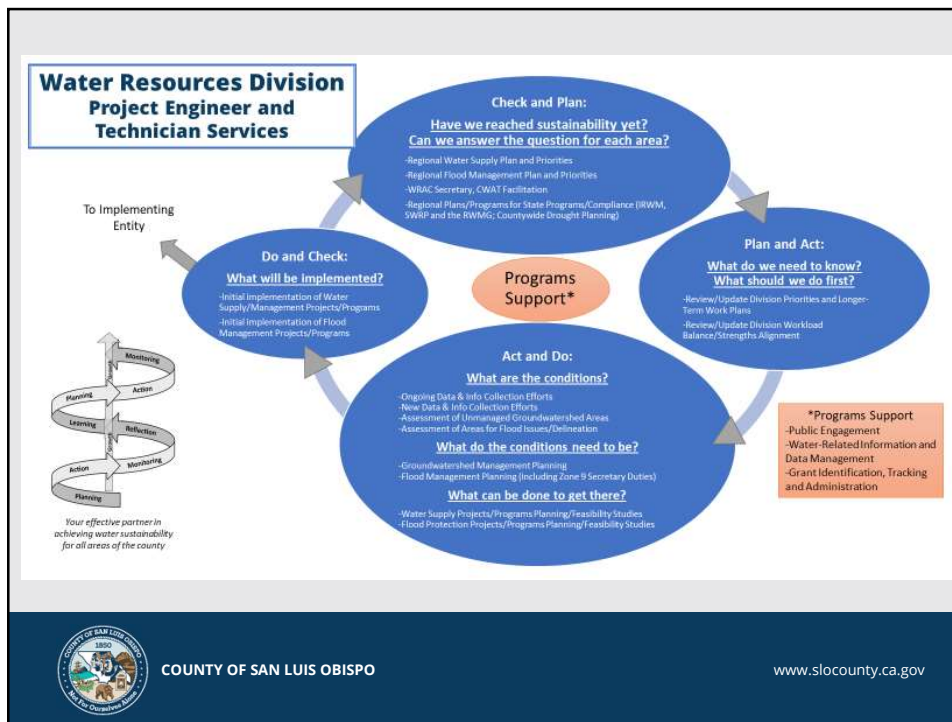 Water Resources Division
Project Engineer and
Technician Services
Check and Plan:
Have we reached sustainability yet?
Can we answer the question for each area?
-Regional Water Supply Plan and Priorities
-Regional Flood Management Plan and Priorities
-WRAC Secretary, CWAT Facilitation
-Regional Plans/Programs for State Programs/Compliance (IRWM,
SWRP and the RWMG; Countywide Drought Planning)
To Implementing
Entity
Do and Check:
What will be implemented?
-Initial Implementation of Water
Supply/Management Projects/Programs
-Initial Implementation of Flood
Management Projects/Programs
Programs
Support*
Plan and Act:
What do we need to know?
What should we do first?
-Review/Update Division Priorities and Longer-
Term Work Plans
-Review/Update Division Workload
Balance/Strengths Alignment
Act and Do:
What are the conditions?
-Ongoing Data & Info Collection Efforts
-New Data & Info Collection Efforts
-Assessment of Unmanaged Groundwatershed Areas
-Assessment of Areas for Flood Issues/Delineation
What do the conditions need to be?
-Groundwatershed Management Planning
-Flood Management Planning (including Zone 9 Secretary Duties)
What can be done to get there?
-Water Supply Projects/Programs Planning/Feasibility Studies
-Flood Protection Projects/Programs Planning/Feasibility Studies
*Programs Support
-Public Engagement
-Water-Related Information and
Data Management
-Grant Identification, Tracking
and Administration
Monitoring
Planning
Action
Learning
Reflection
Action
Monitoring
Planning
Your effective partner in
achieving water sustainability
for all areas of the county
COUNTY OF SAN LUIS OBISPO
1850
Not For Ourselves Alone
COUNTY OF SAN LUIS OBISPO
www.slocounty.ca.gov